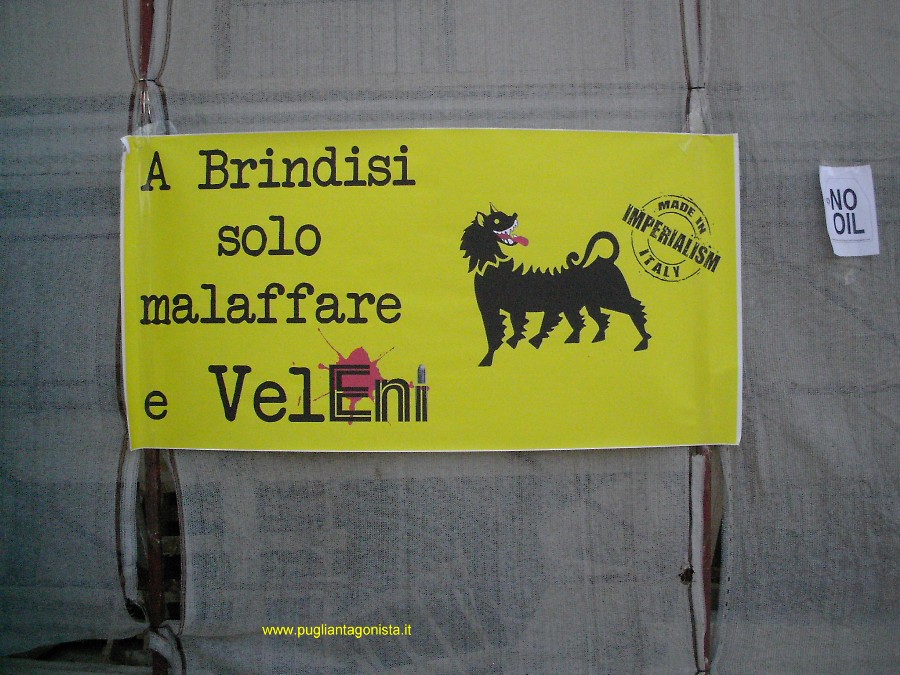 A Brindisi
solo
malaffare
e VelEni
MADE IN
IMPERIALISM
ITALY
NO
OIL
www.pugliantagonista.it